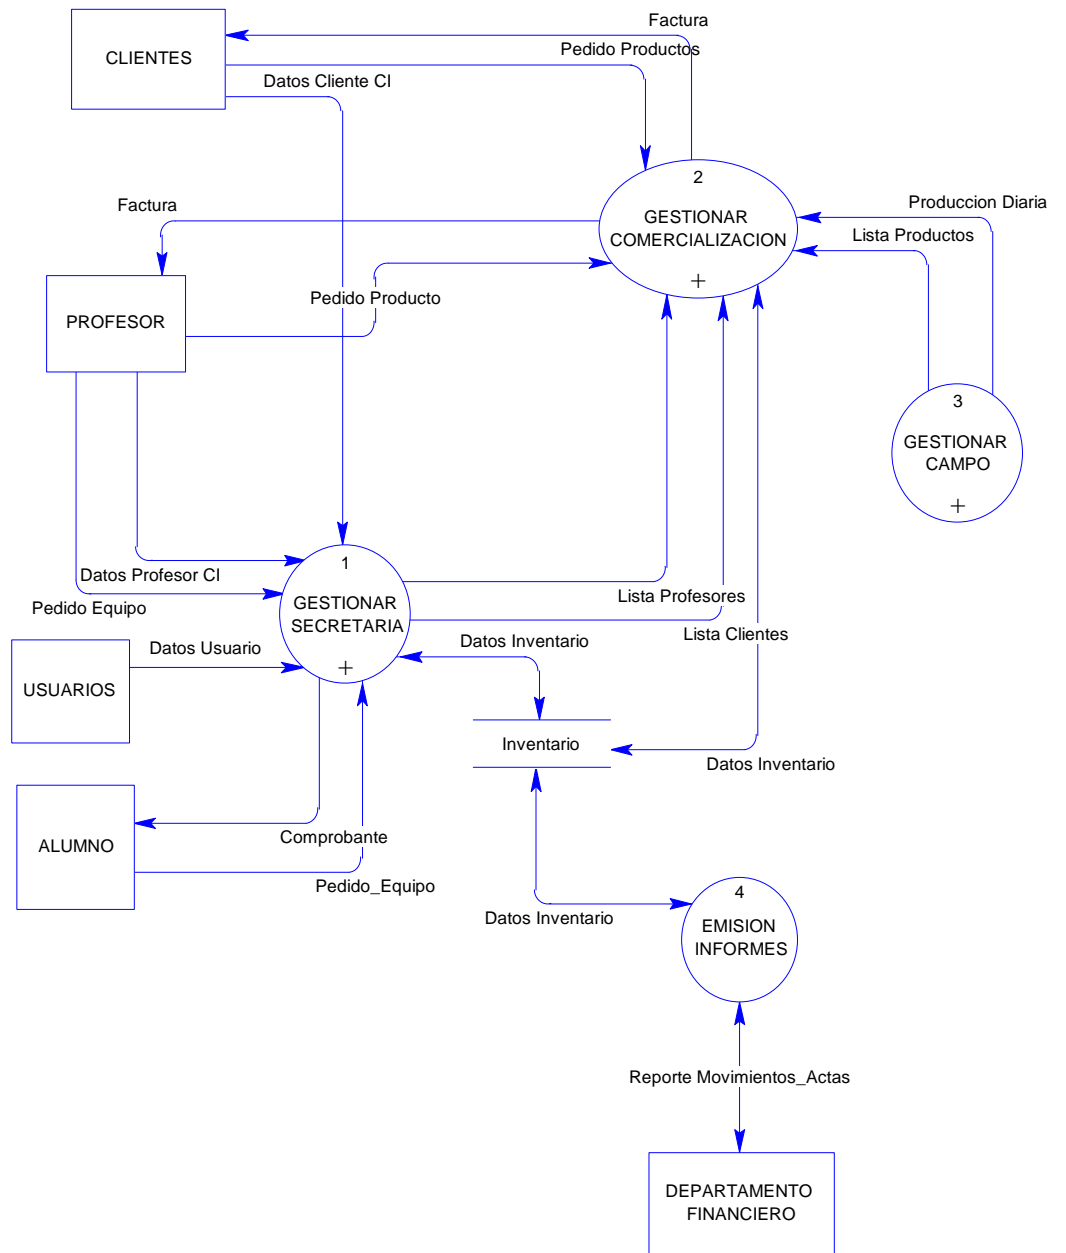 Factura
CLIENTES
Pedido Productos
Datos Cliente CI
2
Factura
GESTIONAR
COMERCIALIZACION
+
Produccion Diaria
Lista Productos
Pedido Producto
PROFESOR
3
GESTIONAR
CAMPO
+
1
Datos Profesor CI
Pedido Equipo
GESTIONAR
SECRETARIA
+
Lista Profesores
Lista Clientes
Datos Usuario
USUARIOS
Datos Inventario
Inventario
Datos Inventario
ALUMNO
Comprobante
Pedido_Equipo
Datos Inventario
4
EMISION
INFORMES
Reporte Movimientos_Actas
DEPARTAMENTO
FINANCIERO